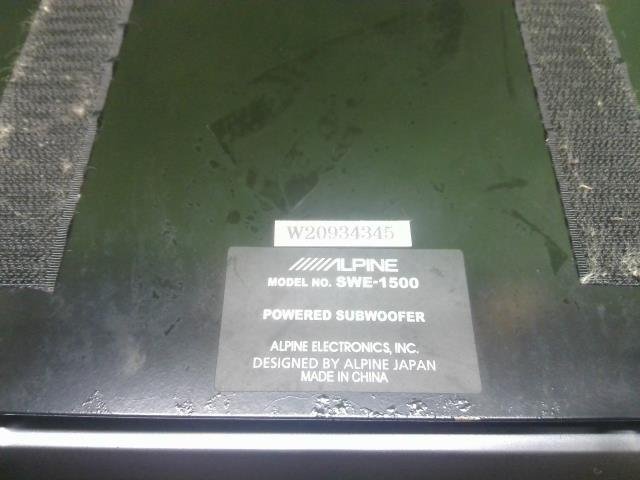 W20934345
ALPINE
MODEL NO. SWE-1500
POWERED SUBWOOFER
ALPINE ELECTRONICS, INC.
DESIGNED BY ALPINE JAPAN
MADE IN CHINA